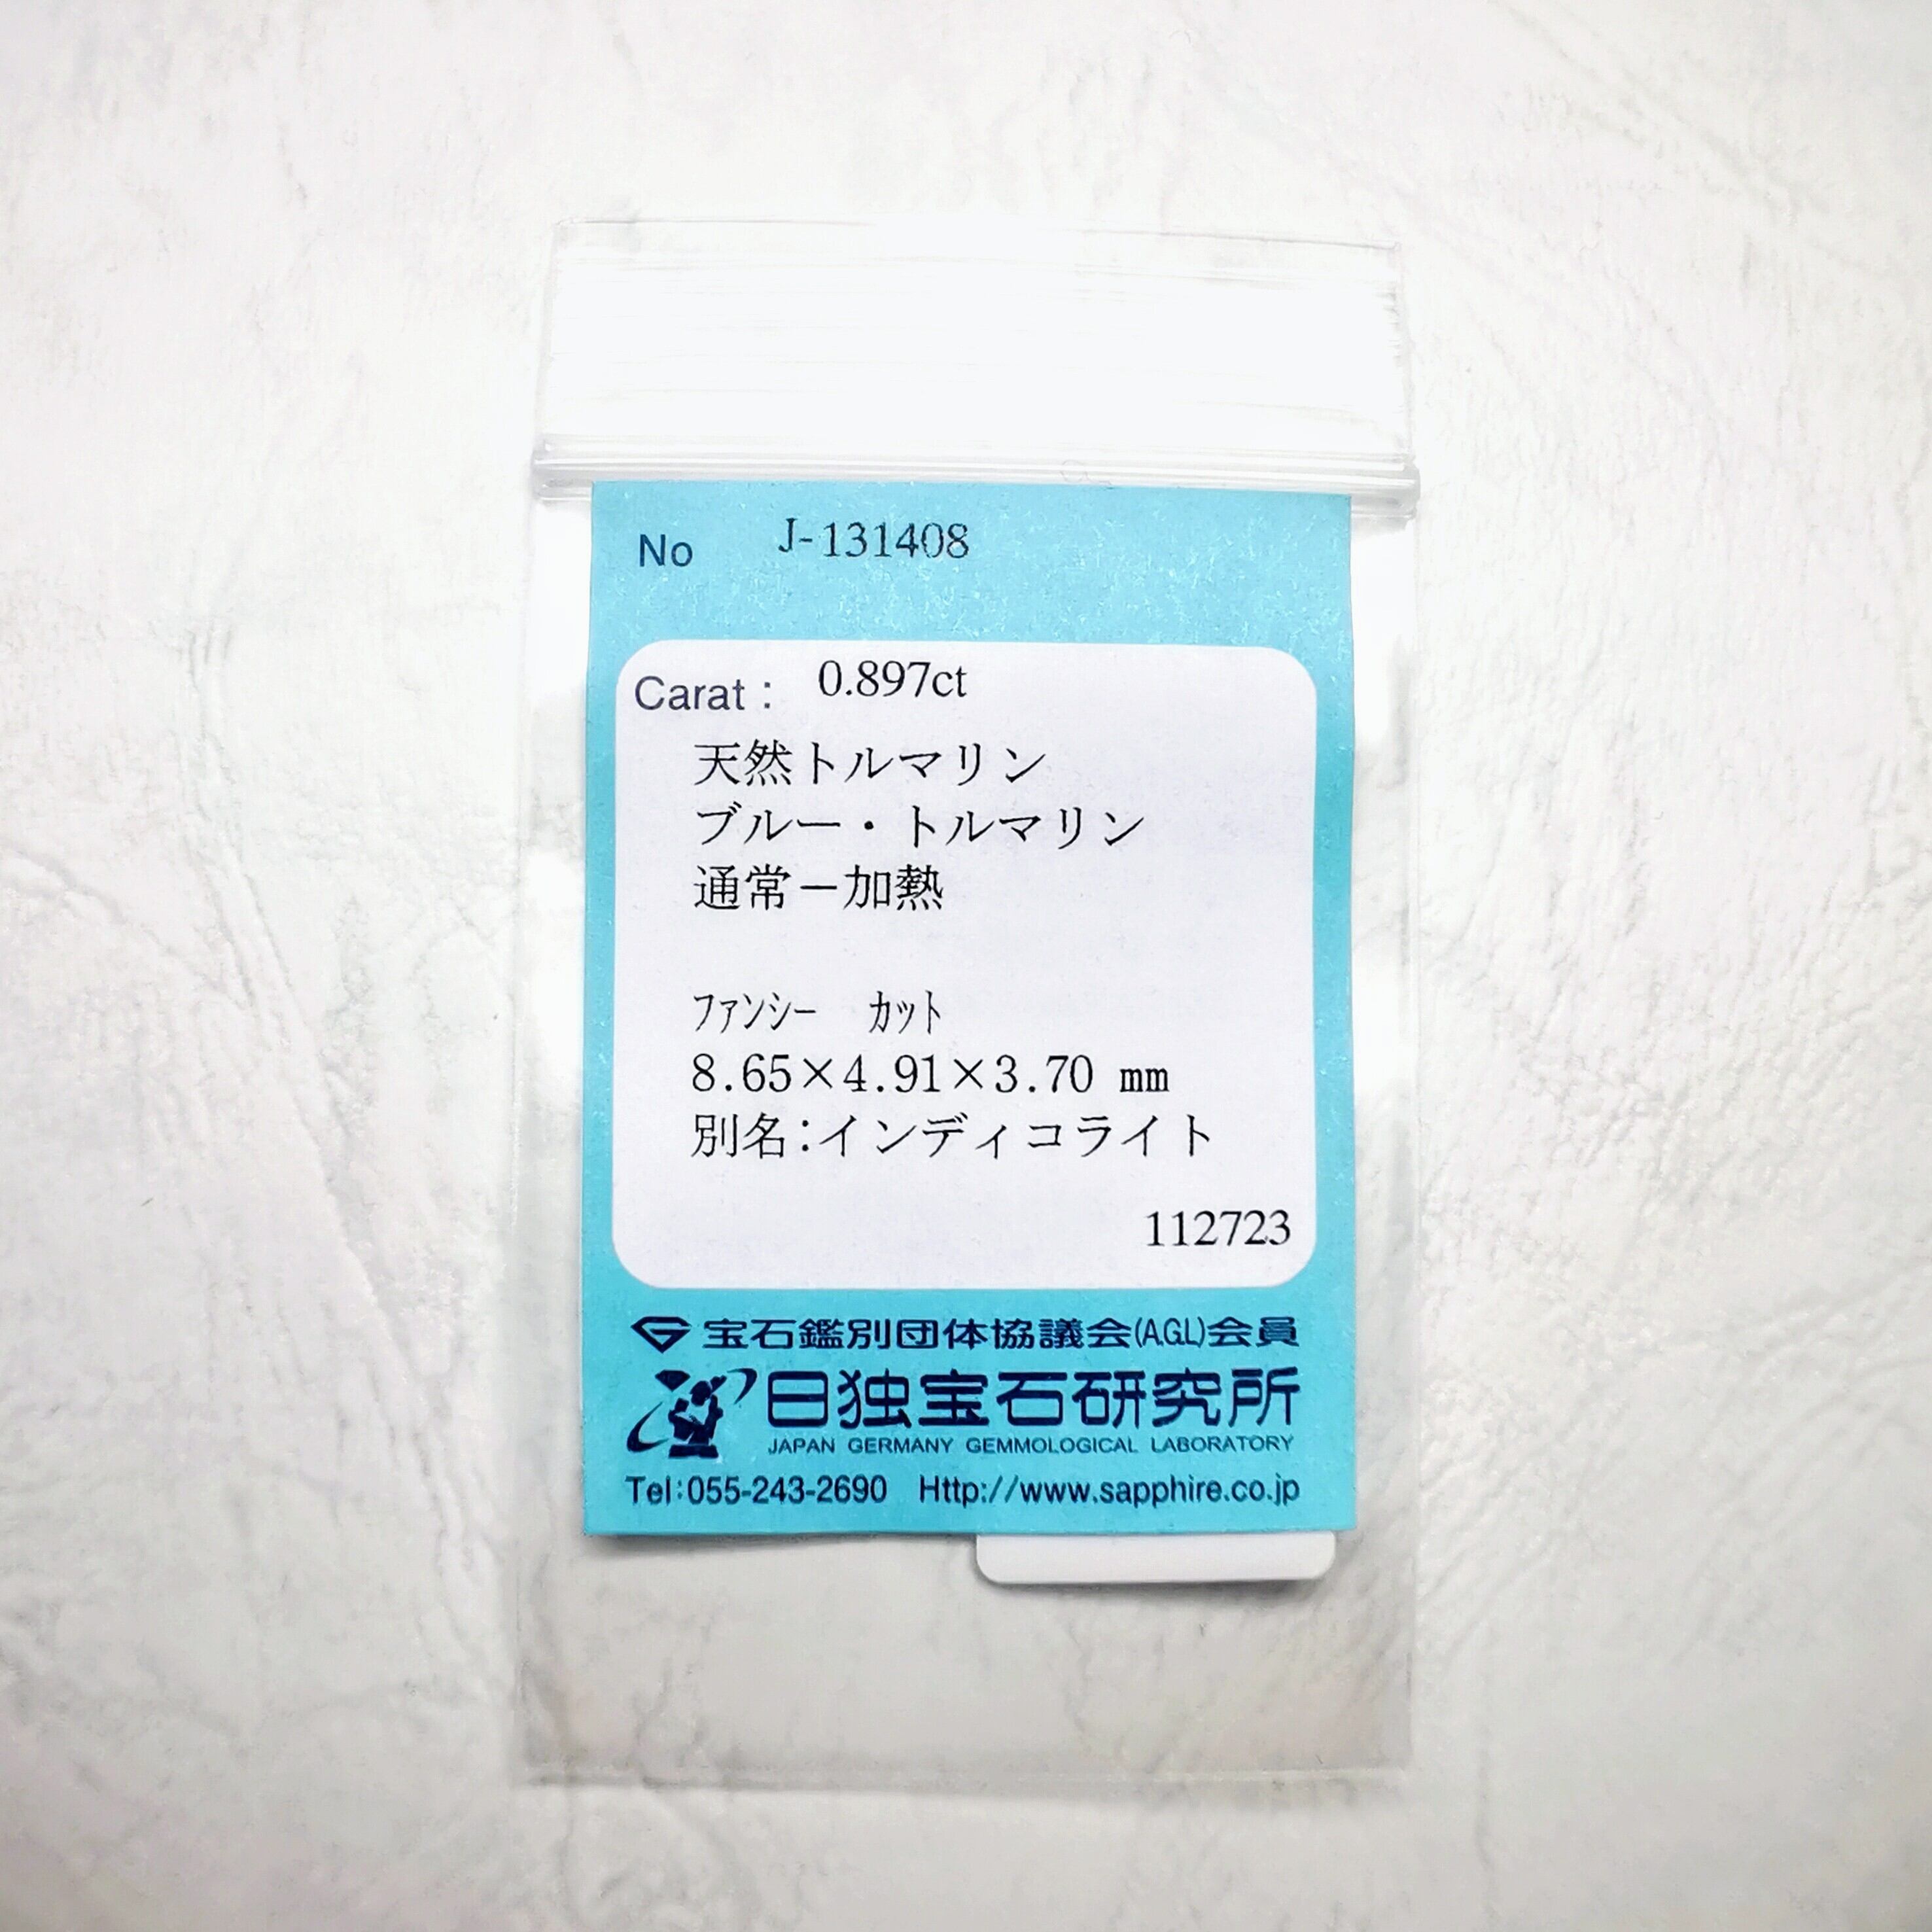 No J-131408
Carat : 0.897ct
天然トルマリン
ブルー・トルマリン
通常－加熱
ﾌｧﾝｼｰ ｶｯﾄ
8.65×4.91×3.70 mm
別名:インディコライト
112723
宝石鑑別団体協議会(AGL)会員
日独宝石研究所
JAPAN GERMANY GEMMOLOGICAL LABORATORY
Tel:055-243-2690 Http://www.sapphire.co.jp